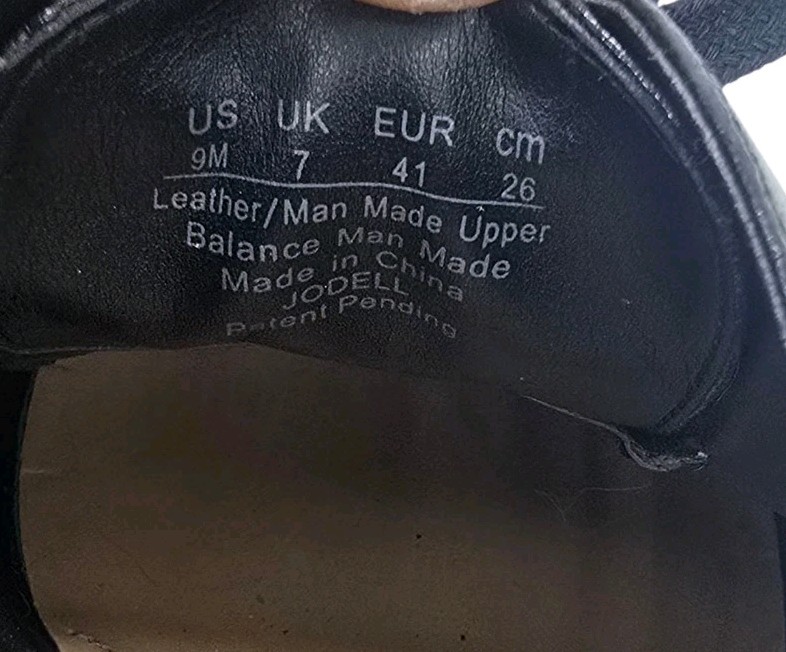 US UK EUR cm
9M 7 41 26
Leather/Man Made Upper
Balance Man Made
Made in China
JODELL
Patent Pending